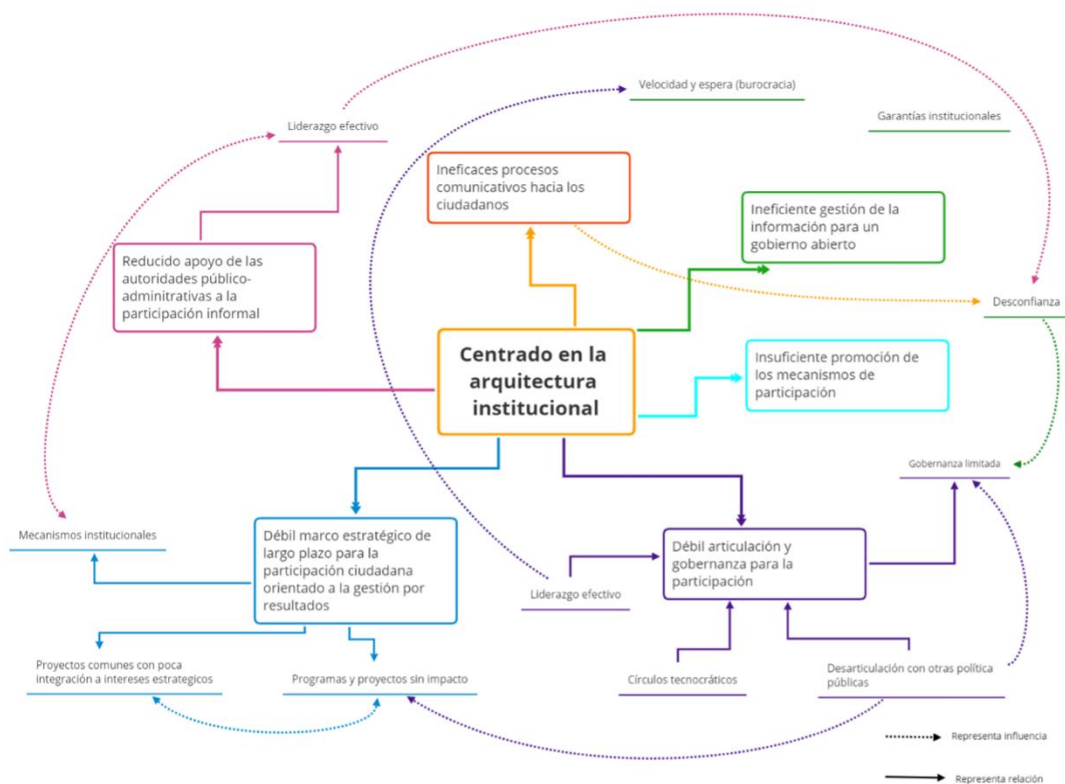 Velocidad y espera (burocracia)
Garantías institucionales
Liderazgo efectivo
Ineficaces procesos
comunicativos hacia los
ciudadanos
Ineficiente gestión de la
información para un
gobierno abierto
Reducido apoyo de las
autoridades público-
adminitrativas a la
participación informal
Desconfianza
Centrado en la
arquitectura
institucional
Insuficiente promoción de
los mecanismos de
participación
Gobernanza limitada
Mecanismos institucionales
Débil marco estratégico de
largo plazo para la
participación ciudadana
orientado a la gestión por
resultados
Débil articulación y
gobernanza para la
participación
Liderazgo efectivo
Proyectos comunes con poca
integración a intereses estrategicos
Programas y proyectos sin impacto
Círculos tecnocráticos
Desarticulación con otras política
públicas
Representa influencia
Representa relación